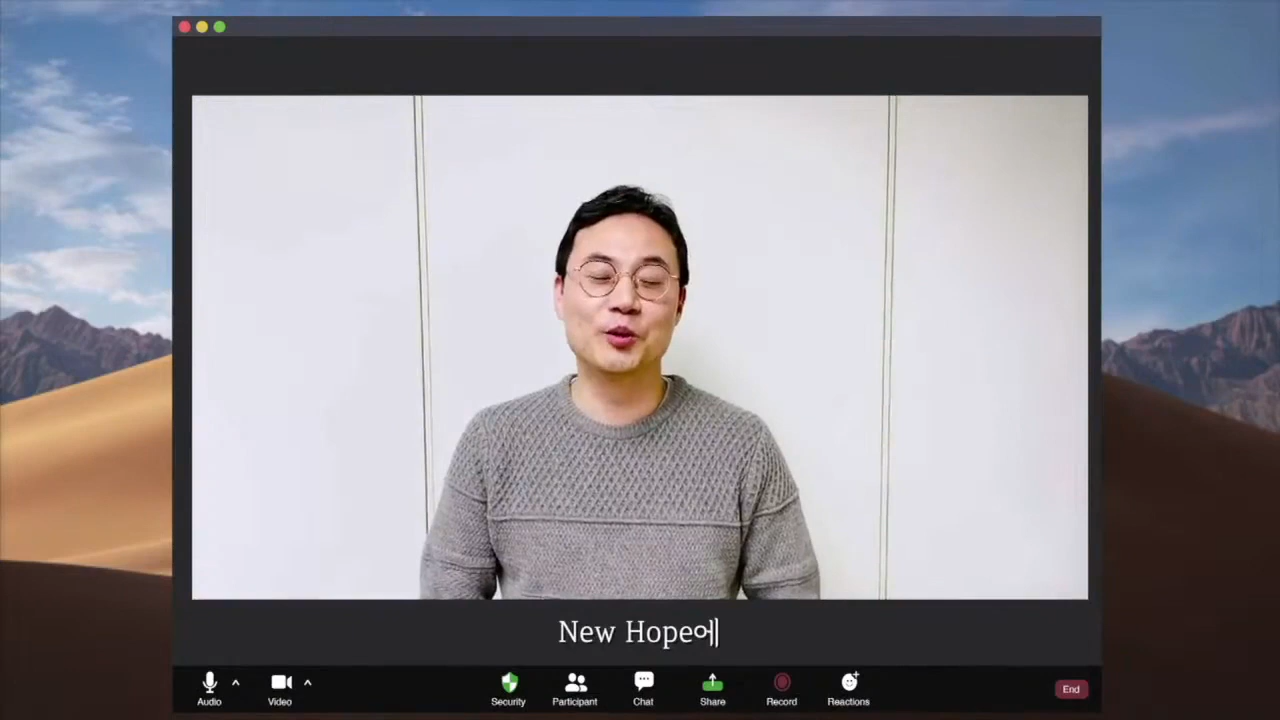 New Hope에
Audio
Video
Security
Participant
Chat
Share
Record
Reactions
End